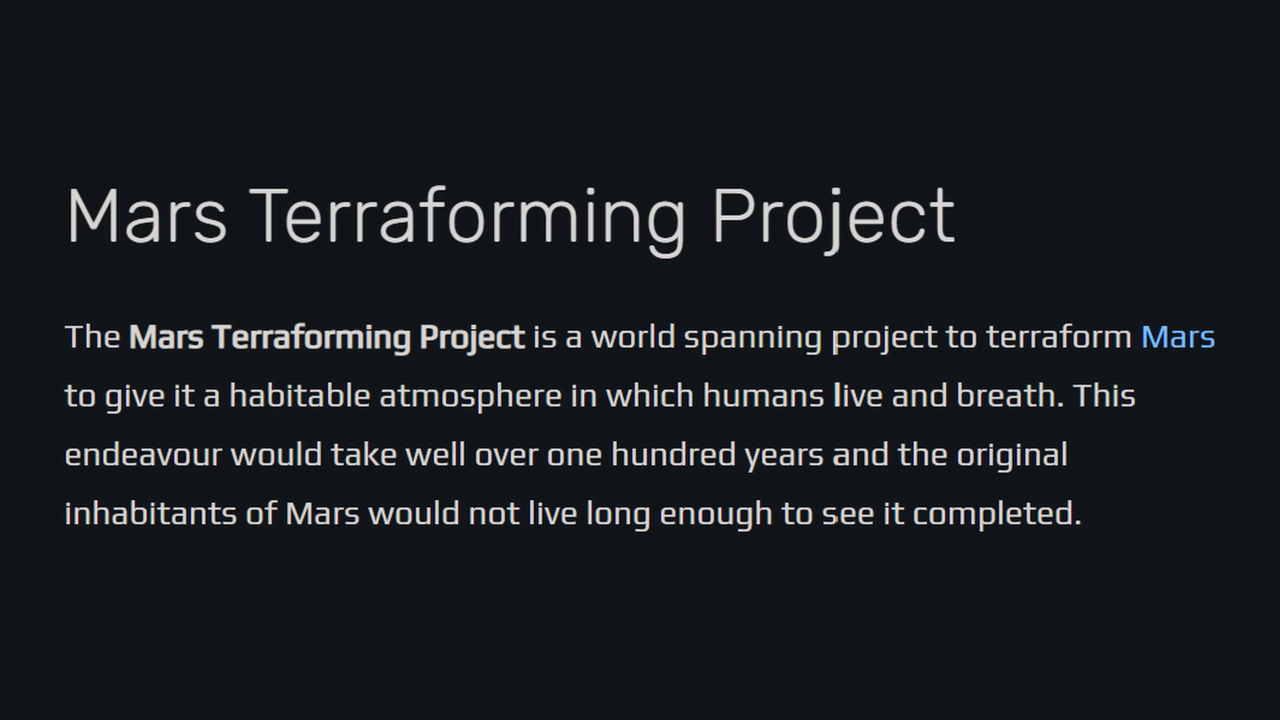 Mars Terraforming Project
The Mars Terraforming Project is a world spanning project to terraform Mars
to give it a habitable atmosphere in which humans live and breath. This
endeavour would take well over one hundred years and the original
inhabitants of Mars would not live long enough to see it completed.